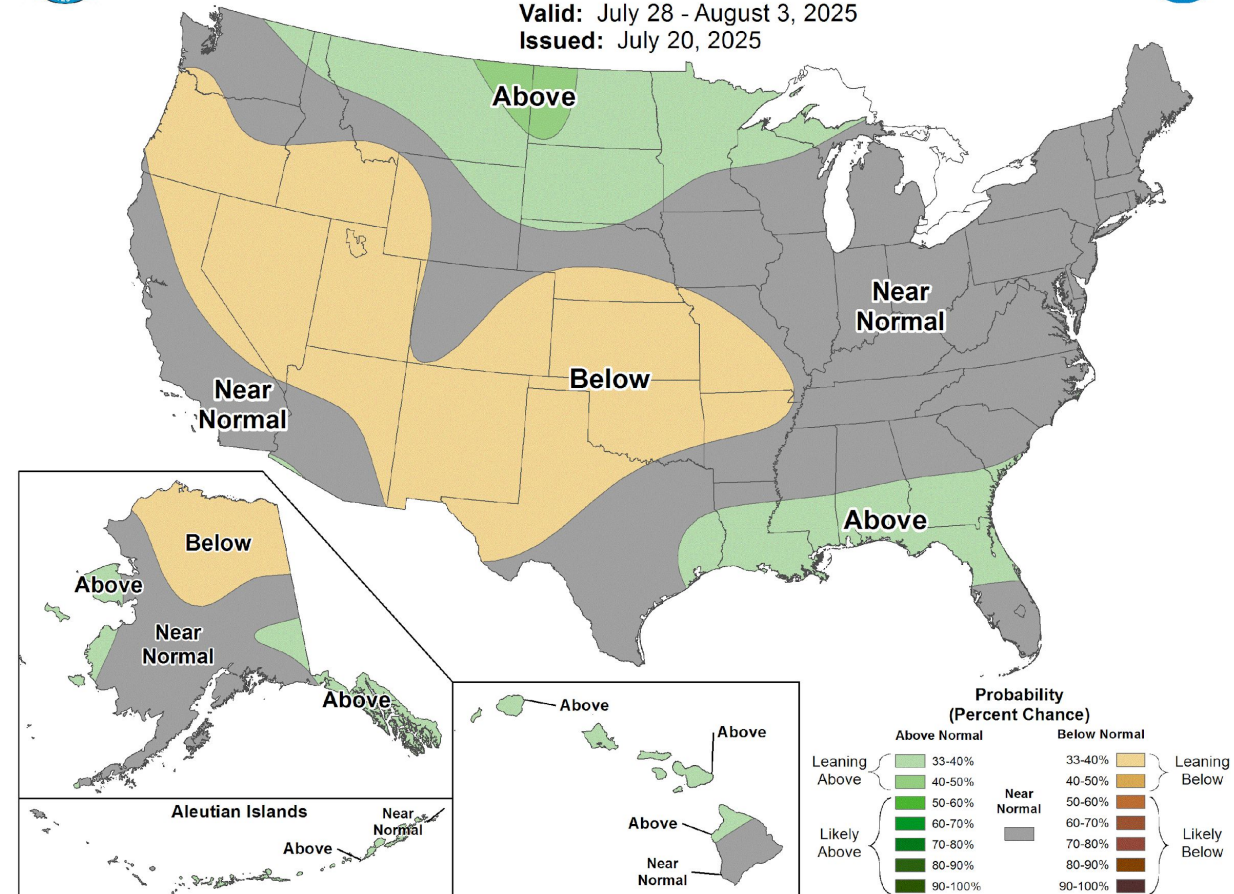 Valid: July 28 - August 3, 2025
Issued: July 20, 2025
Above
Near
Normal
Near
Normal
Below
Above
Below
Above
Near
Normal
Above
Aleutian Islands
Near
Normal
Above
Above
Above
Above
Near
Normal
Probability
(Percent Chance)
Above Normal
Below Normal
Leaning
Above
33-40%
40-50%
Likely
Above
50-60%
60-70%
70-80%
80-90%
90-100%
Near
Normal
33-40%
40-50%
Leaning
Below
50-60%
60-70%
70-80%
80-90%
90-100%
Likely
Below